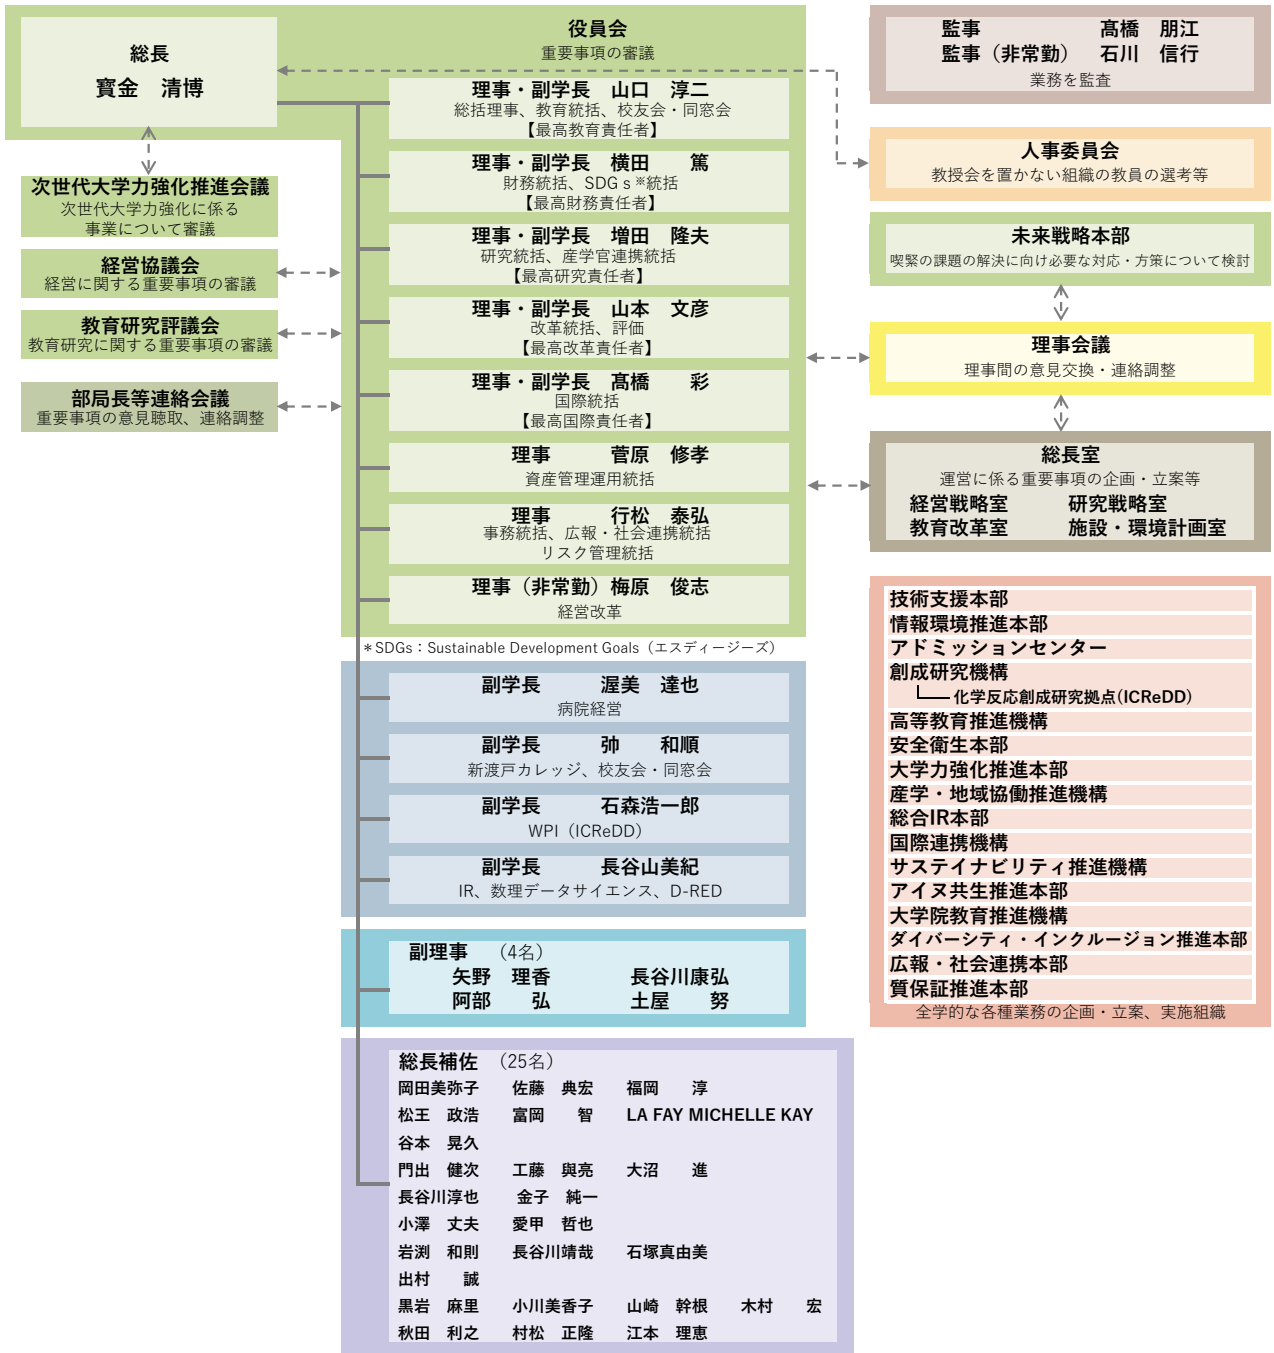 総長
寳金　清博
役員会
重要事項の審議
次世代大学力強化推進会議
次世代大学力強化に係る
事業について審議
経営協議会
経営に関する重要事項の審議
教育研究評議会
教育研究に関する重要事項の審議
部局長等連絡会議
重要事項の意見聴取、連絡調整
理事・副学長　山口　淳二
総括理事、教育統括、校友会・同窓会
【最高教育責任者】
理事・副学長　横田　　篤
財務統括、SDGｓ※統括
【最高財務責任者】
理事・副学長　増田　隆夫
研究統括、産学官連携統括
【最高研究責任者】
理事・副学長　山本　文彦
改革統括、評価
【最高改革責任者】
理事・副学長　髙橋　　彩
国際統括
【最高国際責任者】
理事　　　菅原　修孝
資産管理運用統括
理事　　　行松　泰弘
事務統括、広報・社会連携統括
リスク管理統括
理事（非常勤）梅原　俊志
経営改革
＊SDGs：Sustainable Development Goals（エスディージーズ）
副学長　　　渥美　達也
病院経営
副学長　　　弥　　和順
新渡戸カレッジ、校友会・同窓会
副学長　　　石森浩一郎
WPI（ICReDD）
副学長　　　長谷山美紀
IR、数理データサイエンス、D-RED
副理事　（4名）
矢野　理香　　　　長谷川康弘
阿部　　弘　　　　土屋　　努
総長補佐　（25名）
岡田美弥子　　佐藤　典宏　　福岡　　淳
松王　政浩　　富岡　　智　　LA FAY MICHELLE KAY
谷本　晃久
門出　健次　　工藤　與亮　　大沼　　進
長谷川淳也　　金子　純一
小澤　丈夫　　愛甲　哲也
岩渕　和則　　長谷川靖哉　　石塚真由美
出村　　誠
黒岩　麻里　　小川美香子　　山崎　幹根　　木村　　宏
秋田　利之　　村松　正隆　　江本　理恵
監事　　　　　　髙橋　朋江
監事（非常勤）　石川　信行
業務を監査
人事委員会
教授会を置かない組織の教員の選考等
未来戦略本部
喫緊の課題の解決に向け必要な対応・方策について検討
理事会議
理事間の意見交換・連絡調整
総長室
運営に係る重要事項の企画・立案等
経営戦略室　　　研究戦略室
教育改革室　　　施設・環境計画室
技術支援本部
情報環境推進本部
アドミッションセンター
創成研究機構
化学反応創成研究拠点(ICReDD)
高等教育推進機構
安全衛生本部
大学力強化推進本部
産学・地域協働推進機構
総合IR本部
国際連携機構
サステイナビリティ推進機構
アイヌ共生推進本部
大学院教育推進機構
ダイバーシティ・インクルージョン推進本部
広報・社会連携本部
質保証推進本部
全学的な各種業務の企画・立案、実施組織